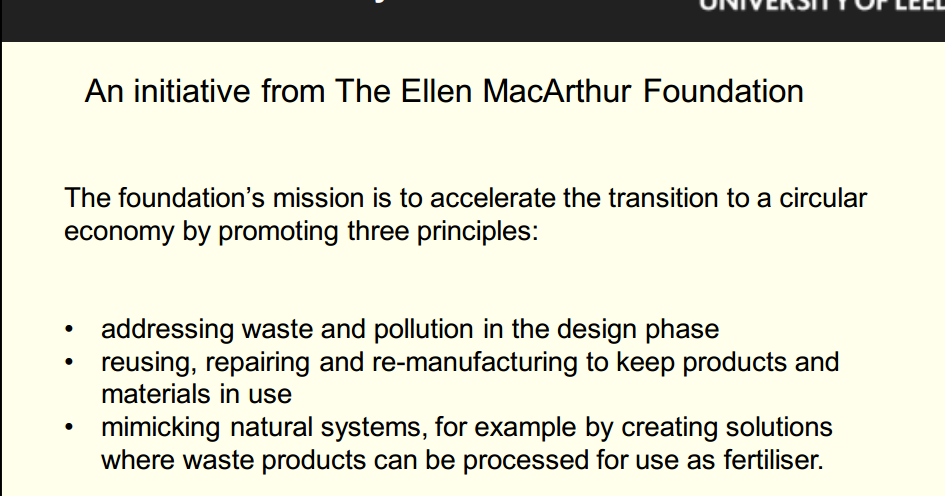 UNIVERSITY OF LEED
An initiative from The Ellen MacArthur Foundation
The foundation’s mission is to accelerate the transition to a circular
economy by promoting three principles:
• addressing waste and pollution in the design phase
• reusing, repairing and re-manufacturing to keep products and
materials in use
• mimicking natural systems, for example by creating solutions
where waste products can be processed for use as fertiliser.